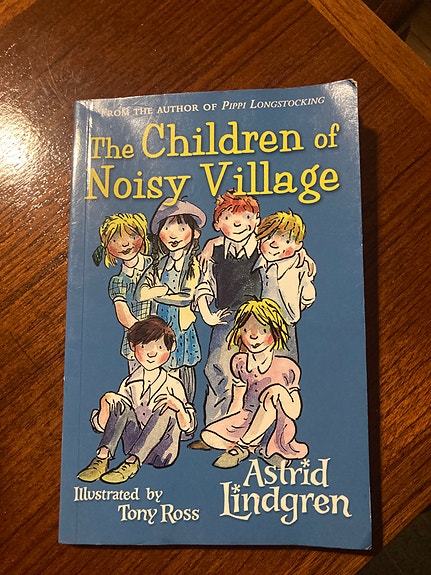 FROM THE AUTHOR OF PIPPI LONGSTOCKING
The Children of
Noisy Village
Illustrated by
Tony Ross
Astrid
Lindgren